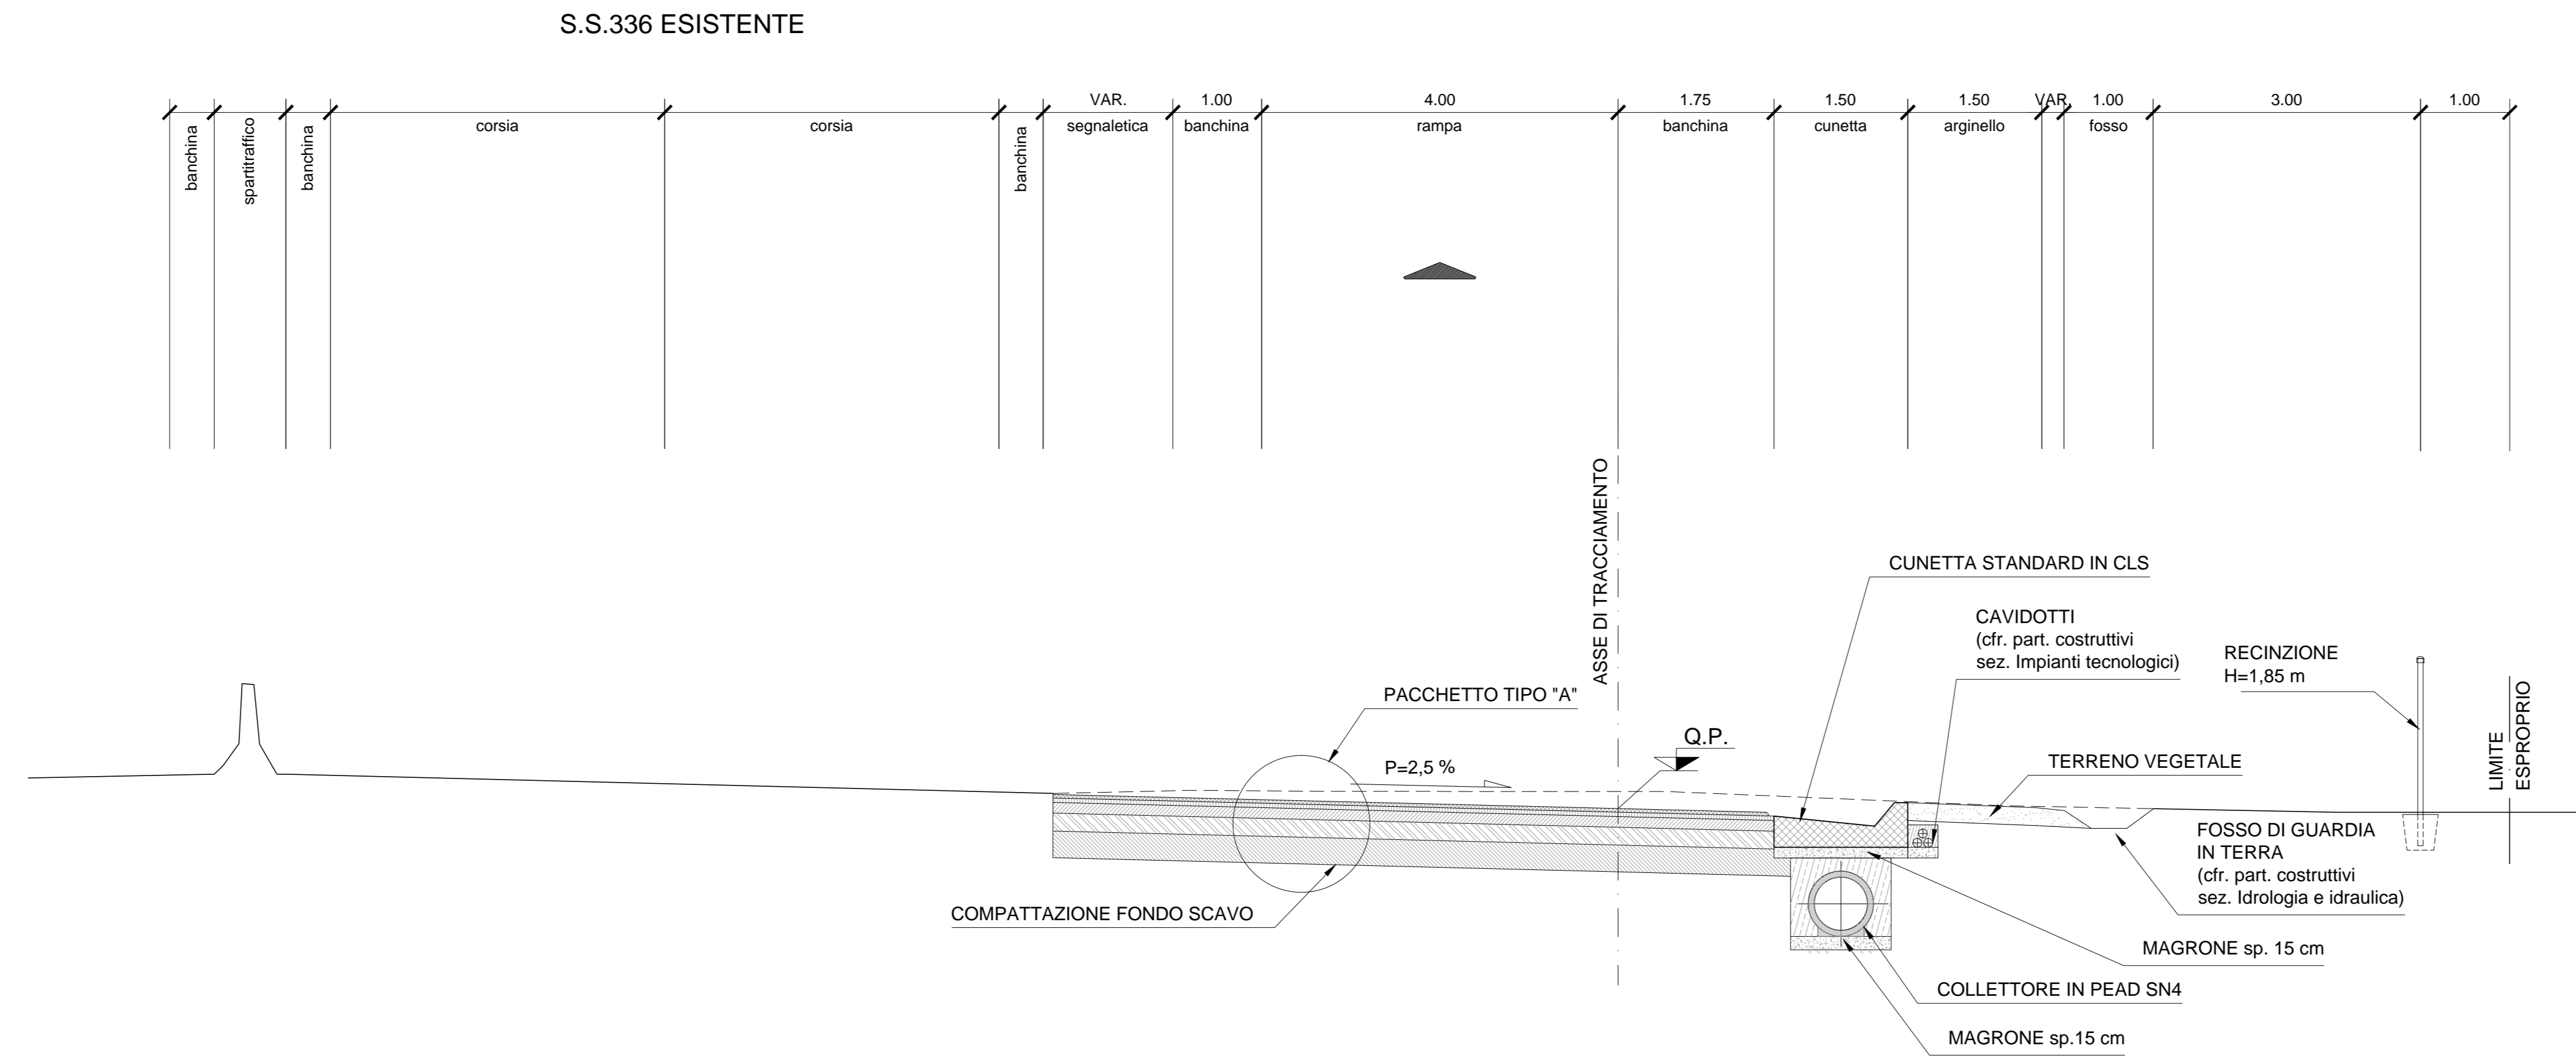 S.S.336 ESISTENTE
VAR. 1.00 4.00 1.75 1.50 1.50 VAR. 1.00 3.00 1.00
banchina spartitraffico banchina corsia corsia banchina segnaletica banchina rampa banchina cunetta arginello fosso
ASSE DI TRACCIAMENTO
CUNETTA STANDARD IN CLS
CAVIDOTTI
(cfr. part. costruttivi
sez. Impianti tecnologici)
RECINZIONE
H=1,85 m
PACCHETTO TIPO "A"
LIMITE
ESPROPRIO
Q.P.
P=2,5 %
TERRENO VEGETALE
FOSSO DI GUARDIA
IN TERRA
(cfr. part. costruttivi
sez. Idrologia e idraulica)
COMPATTAZIONE FONDO SCAVO
MAGRONE sp. 15 cm
COLLETTORE IN PEAD SN4
MAGRONE sp.15 cm